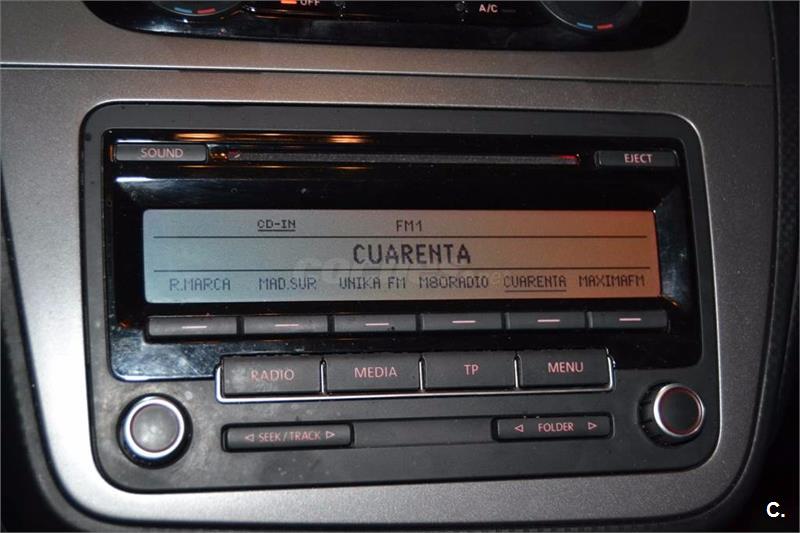 OFF A/C
SOUND EJECT
CD-IN FM1
CUARENTA
R.MARCA MAD.SUR UNIKA FM M80RADIO CUARENTA MAXIMAFM
RADIO MEDIA TP MENU
SEEK/TRACK FOLDER
C.